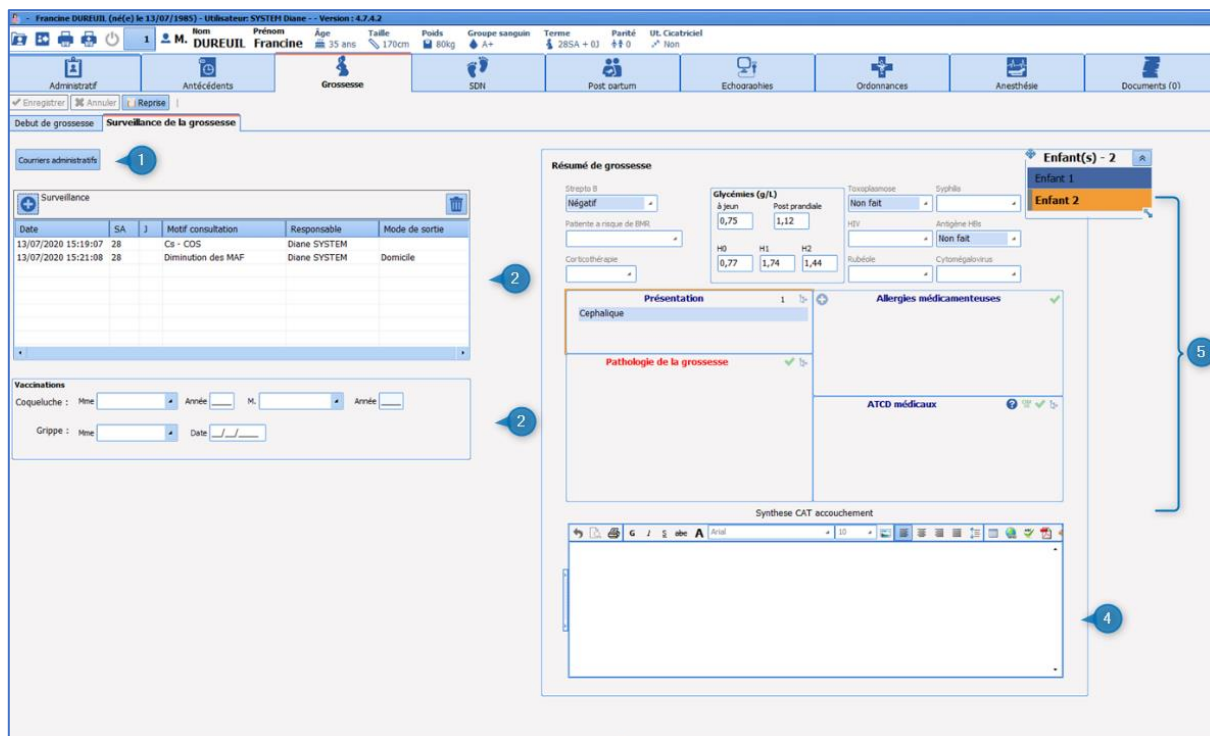 - Francine DUREUIL (né(e) le 13/07/1985) - Utilisateur: SYSTEM Diane - - Version : 4.7.4.2
Nom Prénom Âge Taille Poids Groupe sanguin Terme Parité Ut. Cicatriciel
1 M. DUREUIL Francine 35 ans 170cm 80kg A+ 28SA + 0J 0 Non
Administratif Antécédents Grossesse SDN Post partum Echographies Ordonnances Anesthésie Documents (0)
Enregistrer Annuler Reprise
Debut de grossesse Surveillance de la grossesse
Courriers administratifs 1
Surveillance
Date SA J Motif consultation Responsable Mode de sortie
13/07/2020 15:19:07 28 Cs - COS Diane SYSTEM
13/07/2020 15:21:08 28 Diminution des MAF Diane SYSTEM Domicile
2
Vaccinations
Coqueluche : Mme Année ____ M. Année ____
Grippe : Mme Date __/__/____
2
Résumé de grossesse
Enfant(s) - 2
Enfant 1
Enfant 2
Strepto B
Négatif
Patiente a risque de BMR
Corticothérapie
Glycémies (g/L)
à jeun Post prandiale
0,75 1,12
H0 H1 H2
0,77 1,74 1,44
Toxoplasmose Syphilis
Non fait
HIV Antigène HBs
Non fait
Rubéole Cytomégalovirus
Présentation 1
Cephalique
Allergies médicamenteuses
Pathologie de la grossesse
ATCD médicaux
5
Synthese CAT accouchement
G I S abc A Arial 10
4